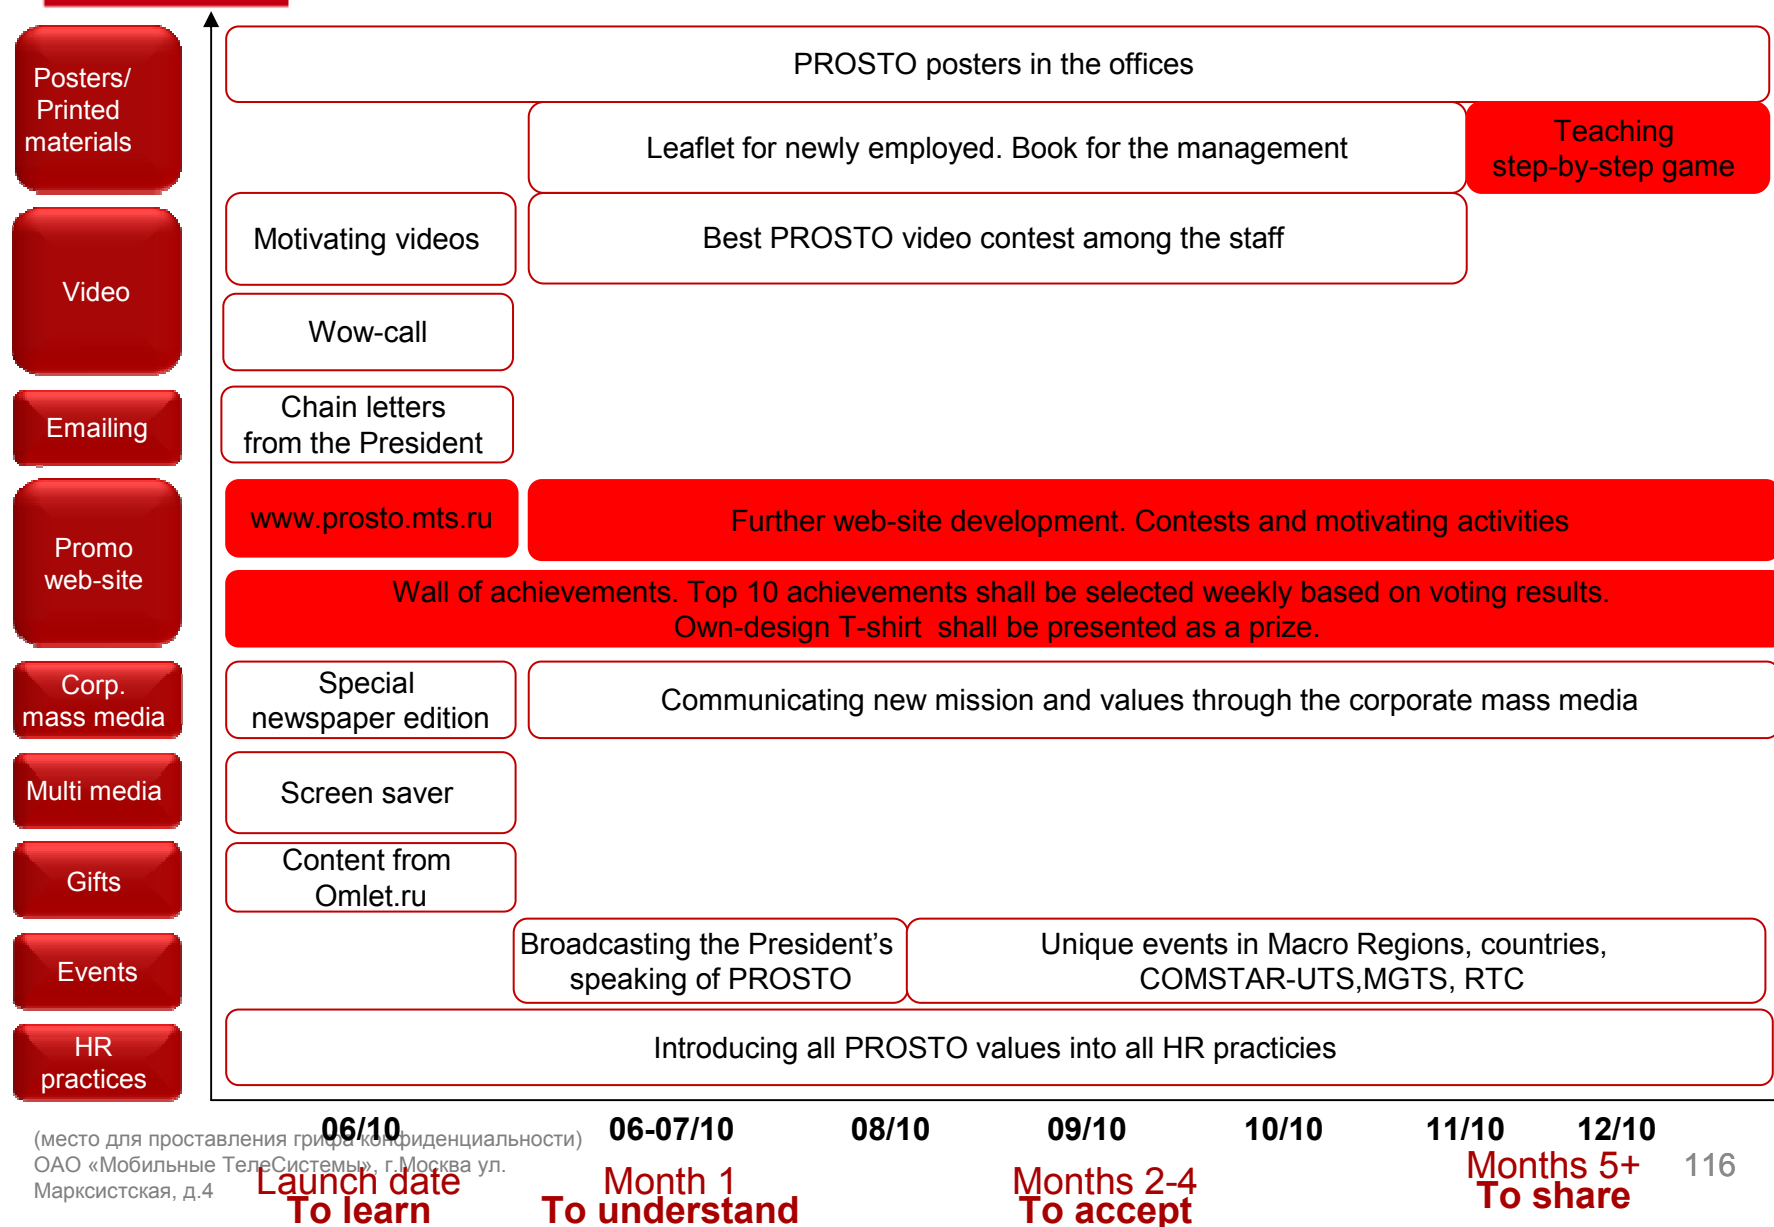 Posters/
Printed
materials
PROSTO posters in the offices
Leaflet for newly employed. Book for the management
Teaching
step-by-step game
Video
Motivating videos
Best PROSTO video contest among the staff
Wow-call
Emailing
Chain letters
from the President
Promo
web-site
www.prosto.mts.ru
Further web-site development. Contests and motivating activities
Wall of achievements. Top 10 achievements shall be selected weekly based on voting results.
Own-design T-shirt shall be presented as a prize.
Corp.
mass media
Special
newspaper edition
Communicating new mission and values through the corporate mass media
Multi media
Screen saver
Gifts
Content from
Omlet.ru
Events
Broadcasting the President's
speaking of PROSTO
Unique events in Macro Regions, countries,
COMSTAR-UTS,MGTS, RTC
HR
practices
Introducing all PROSTO values into all HR practicies
06/10
06-07/10
08/10
09/10
10/10
11/10
12/10
(место для проставления грифа конфиденциальности)
ОАО «Мобильные ТелеСистемы», г.Москва ул.
Марксистская, д.4
Launch date
To learn
Month 1
To understand
Months 2-4
To accept
Months 5+
To share
116